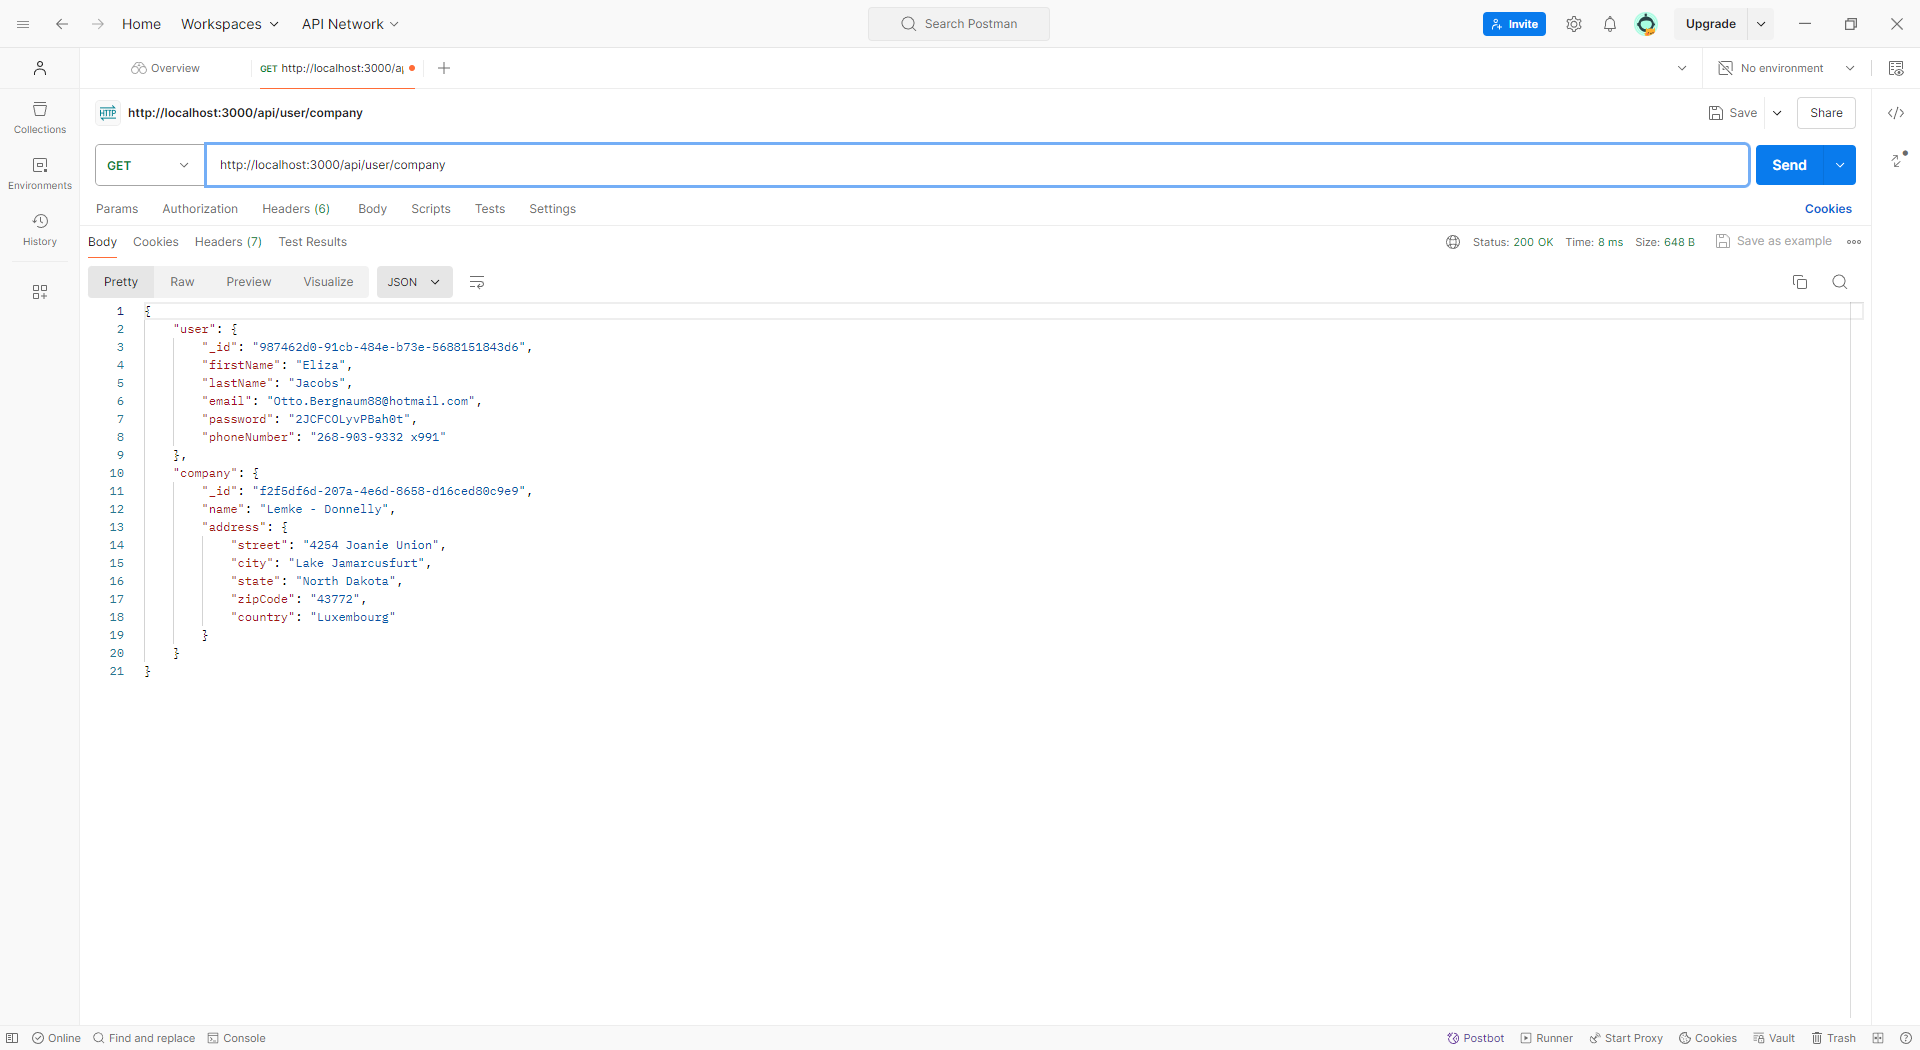 Home Workspaces API Network Search Postman Invite Upgrade
Overview GET http://localhost:3000/a No environment
HTTP http://localhost:3000/api/user/company Save Share
GET http://localhost:3000/api/user/company Send
Params Authorization Headers (6) Body Scripts Tests Settings Cookies
Body Cookies Headers (7) Test Results Status: 200 OK Time: 8 ms Size: 648 B Save as example
Pretty Raw Preview Visualize JSON
Collections
Environments
History
1 {
2 "user": {
3 "_id": "987462d0-91cb-484e-b73e-5688151843d6",
4 "firstName": "Eliza",
5 "lastName": "Jacobs",
6 "email": "Otto.Bergnaum88@hotmail.com",
7 "password": "2JCFCOLyvPBah0t",
8 "phoneNumber": "268-903-9332 x991"
9 },
10 "company": {
11 "_id": "f2f5df6d-207a-4e6d-8658-d16ced80c9e9",
12 "name": "Lemke - Donnelly",
13 "address": {
14 "street": "4254 Joanie Union",
15 "city": "Lake Jamarcusfurt",
16 "state": "North Dakota",
17 "zipCode": "43772",
18 "country": "Luxembourg"
19 }
20 }
21 }
Online Find and replace Console Postbot Runner Start Proxy Cookies Vault Trash